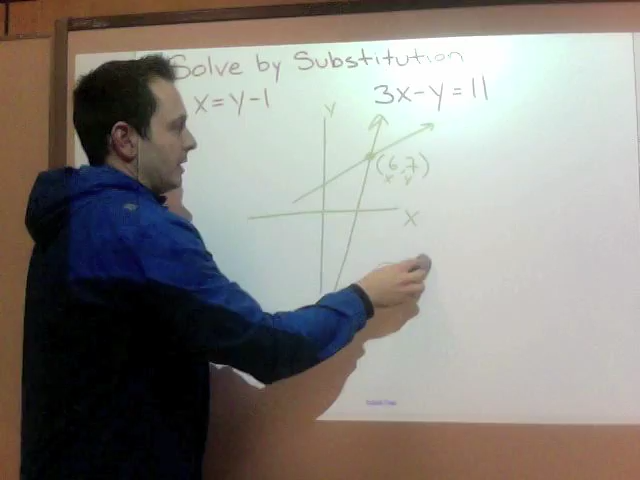 Solve by Substitution
x=y-1 3x-y=11
y
(6,7)
x y
x